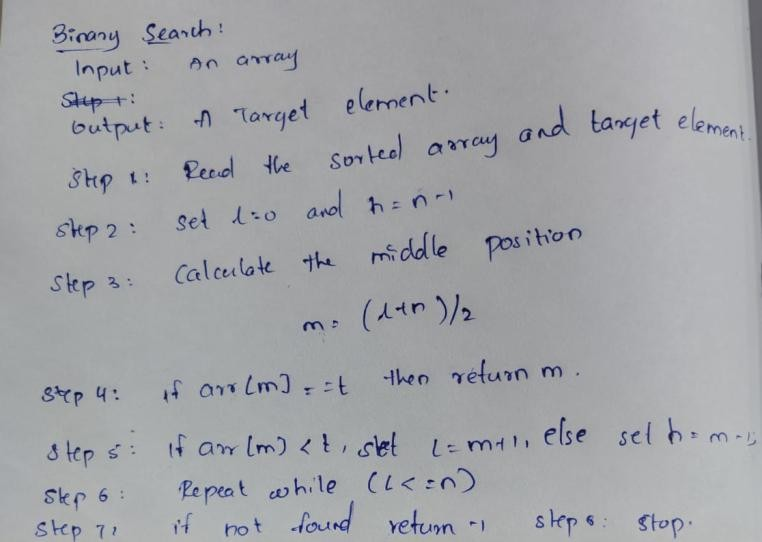 Binary Search:
Input: An array
Step 1:
Output: A Target element.
Step 1: Read the sorted array and target element.
Step 2: set l=0 and h=n-1
Step 3: Calculate the middle position
m= (l+h)/2
Step 4: if arr[m] ==t then return m.
Step 5: If arr[m] <t, set l=m+1, else set h=m-1;
Step 6: Repeat while (l<=h)
Step 7: if not found return -1 step 8: stop.